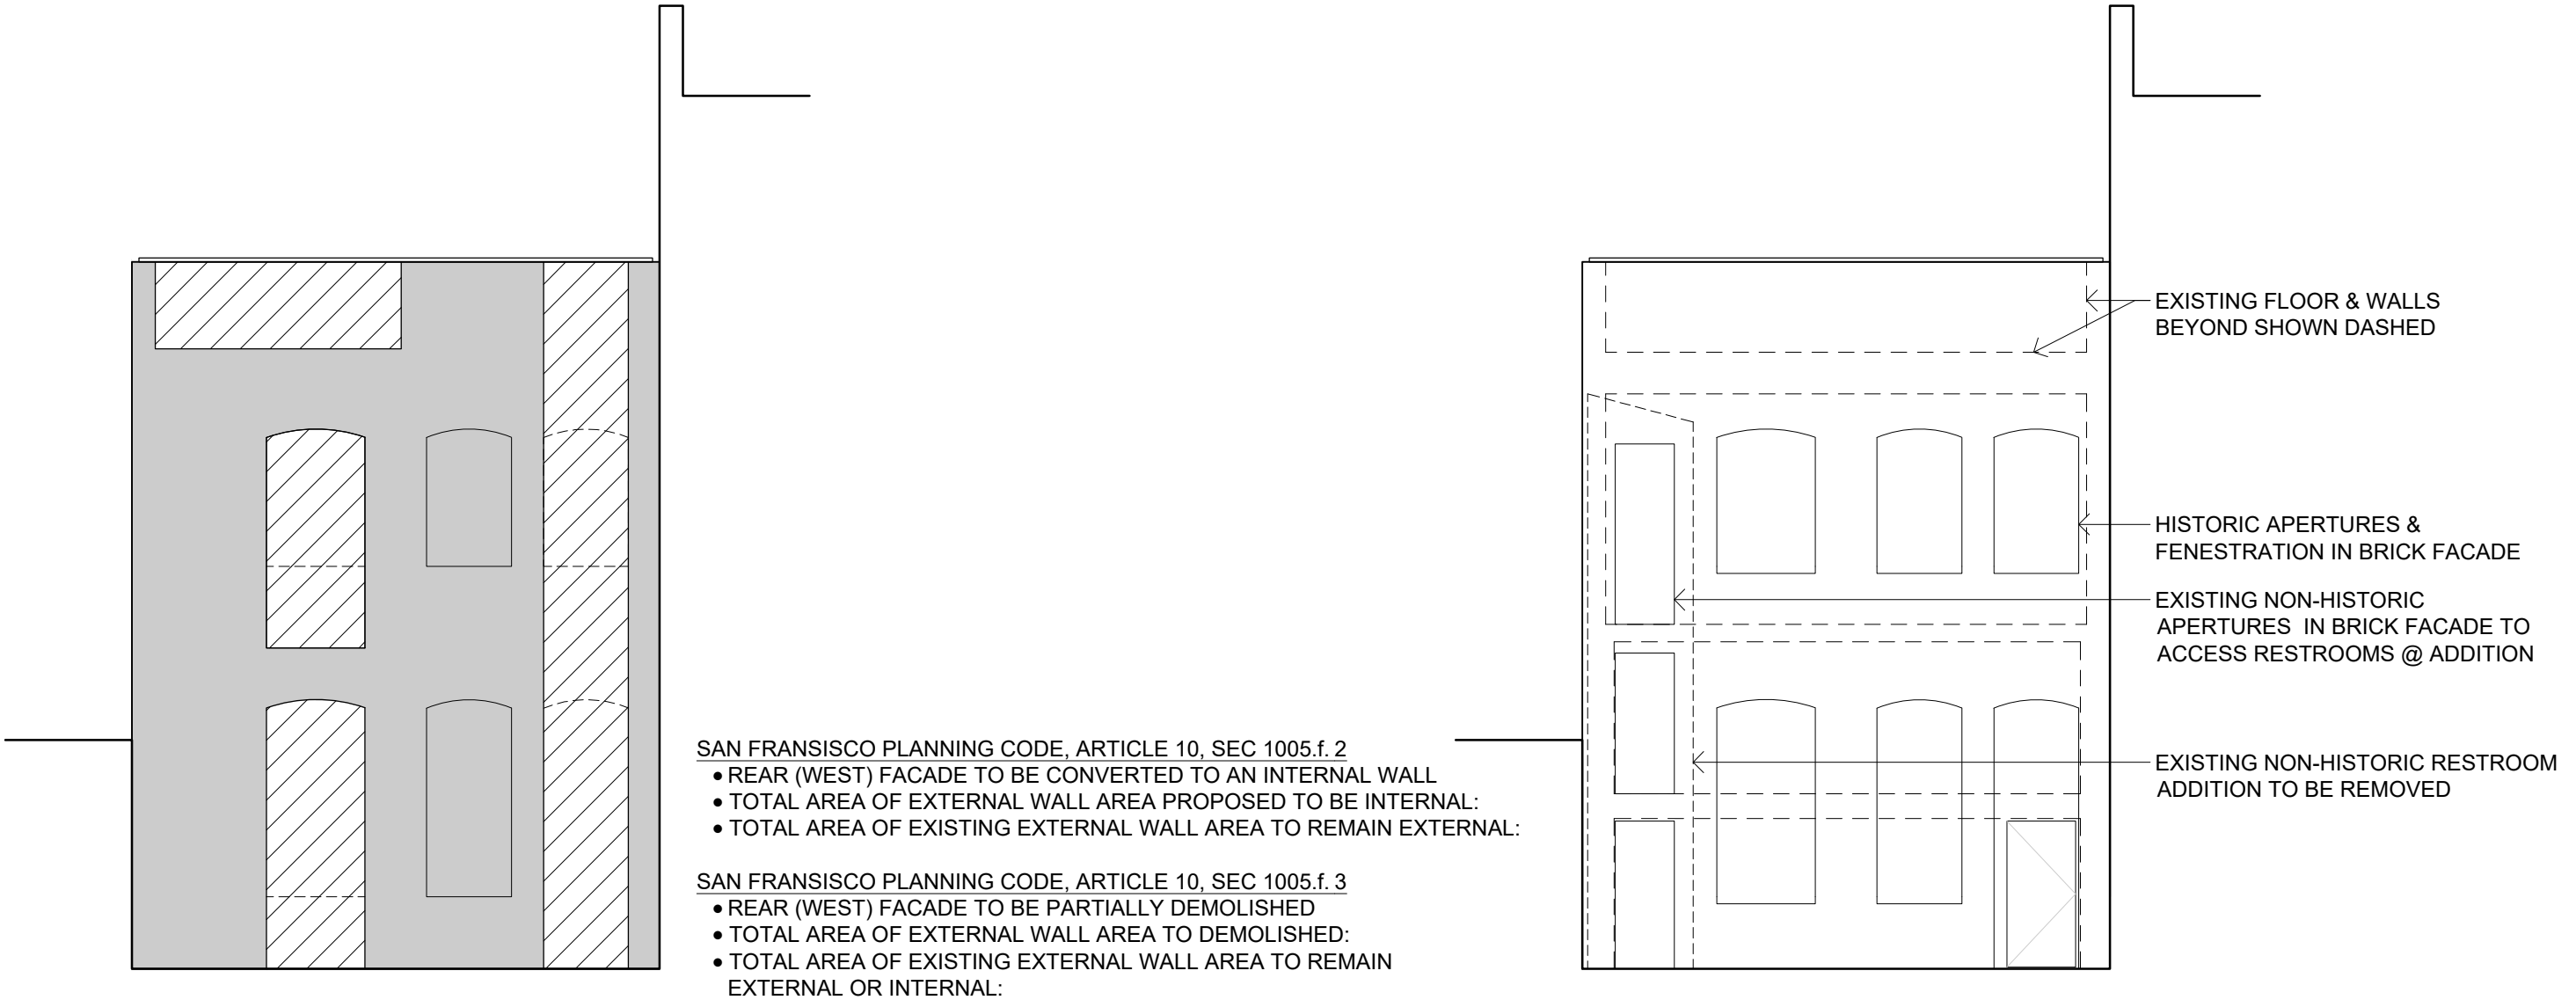 SAN FRANSISCO PLANNING CODE, ARTICLE 10, SEC 1005.f. 2
• REAR (WEST) FACADE TO BE CONVERTED TO AN INTERNAL WALL
• TOTAL AREA OF EXTERNAL WALL AREA PROPOSED TO BE INTERNAL:
• TOTAL AREA OF EXISTING EXTERNAL WALL AREA TO REMAIN EXTERNAL:
SAN FRANSISCO PLANNING CODE, ARTICLE 10, SEC 1005.f. 3
• REAR (WEST) FACADE TO BE PARTIALLY DEMOLISHED
• TOTAL AREA OF EXTERNAL WALL AREA TO DEMOLISHED:
• TOTAL AREA OF EXISTING EXTERNAL WALL AREA TO REMAIN
EXTERNAL OR INTERNAL:
EXISTING FLOOR & WALLS
BEYOND SHOWN DASHED
HISTORIC APERTURES &
FENESTRATION IN BRICK FACADE
EXISTING NON-HISTORIC
APERTURES IN BRICK FACADE TO
ACCESS RESTROOMS @ ADDITION
EXISTING NON-HISTORIC RESTROOM
ADDITION TO BE REMOVED